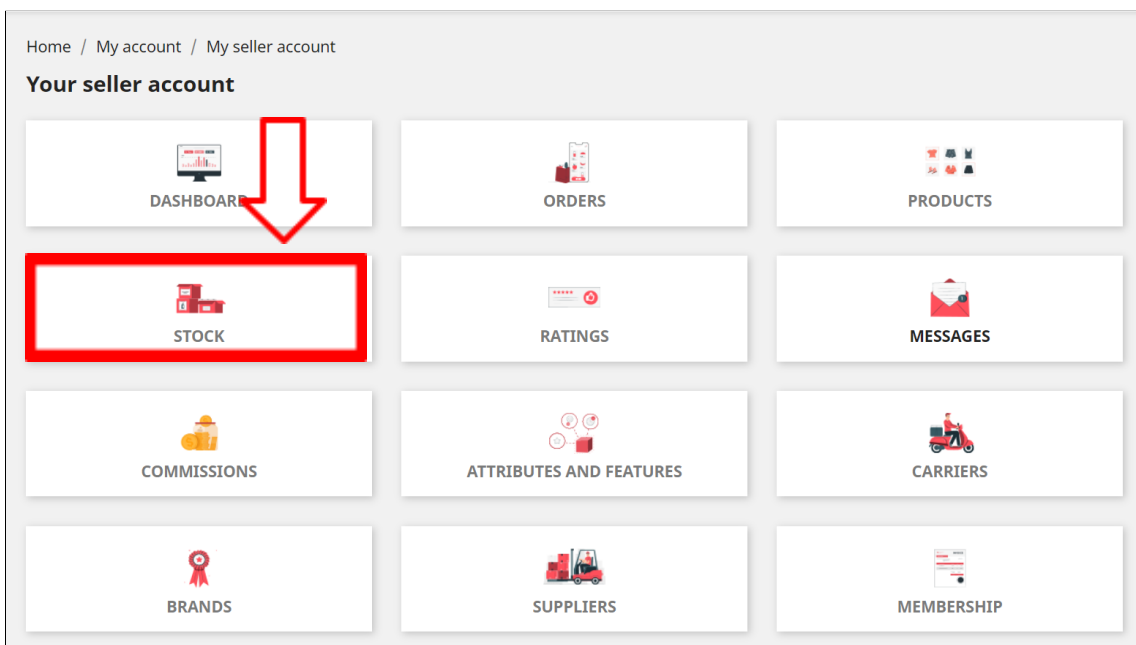 Home / My account / My seller account
Your seller account
DASHBOARD
ORDERS
PRODUCTS
STOCK
RATINGS
MESSAGES
COMMISSIONS
ATTRIBUTES AND FEATURES
CARRIERS
BRANDS
SUPPLIERS
MEMBERSHIP